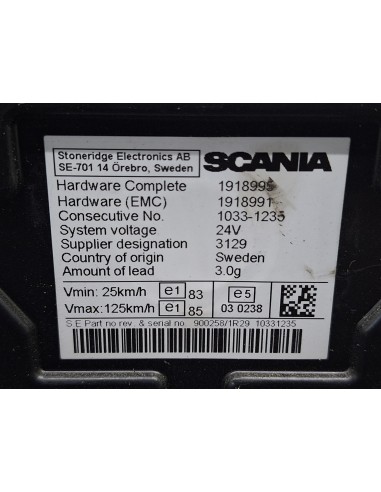 Stoneridge Electronics AB
SE-701 14 Örebro, Sweden
SCANIA
Hardware Complete 1918995
Hardware (EMC) 1918991
Consecutive No. 1033-1235
System voltage 24V
Supplier designation 3129
Country of origin Sweden
Amount of lead 3.0g
Vmin: 25km/h e1 83
Vmax:125km/h e1 85
e5
03 0238
S E Part no rev. & serial no. 900258/1R29 10331235